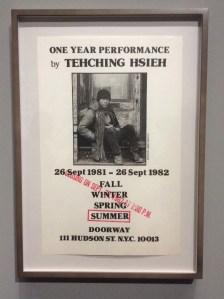 ONE YEAR PERFORMANCE
by TEHCHING HSIEH
26 Sept 1981 - 26 Sept 1982
FALL
WINTER
SPRING
SUMMER
DOORWAY
111 HUDSON ST. N.Y.C. 10013